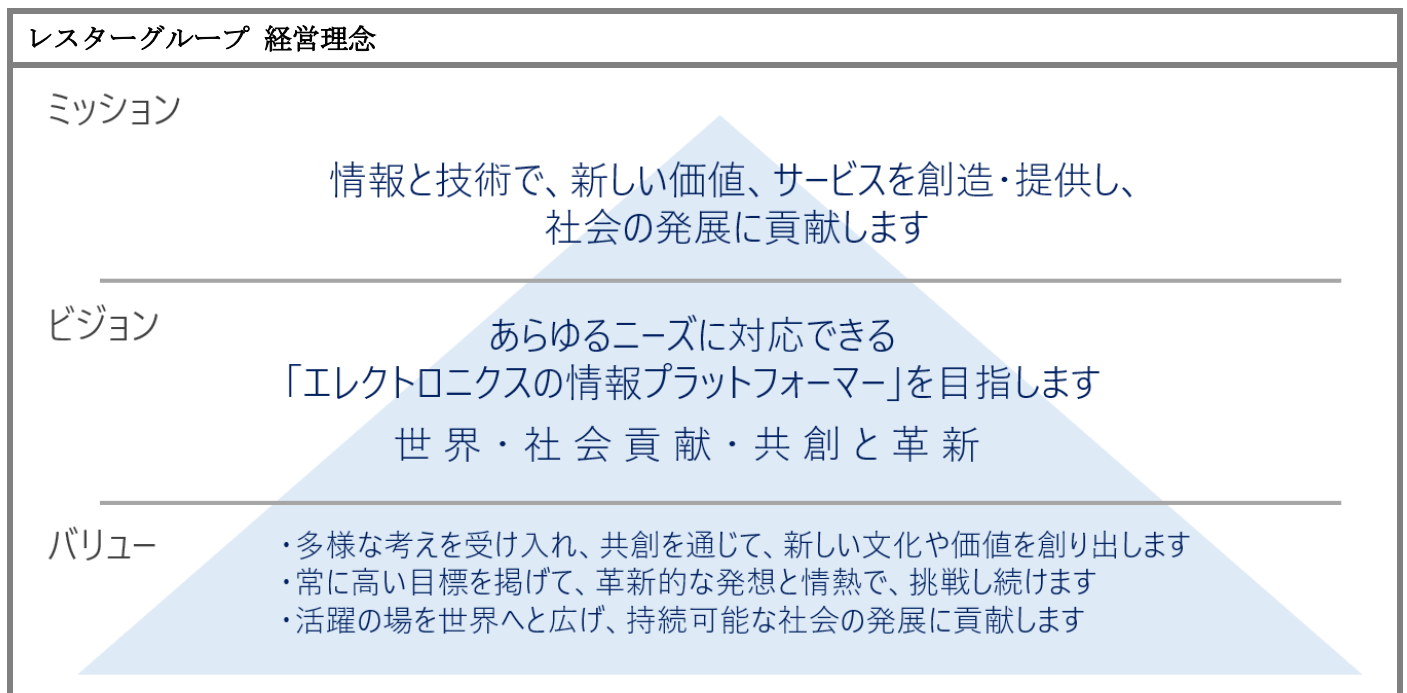 レスターグループ 経営理念
ミッション
情報と技術で、新しい価値、サービスを創造・提供し、
社会の発展に貢献します
ビジョン
あらゆるニーズに対応できる
「エレクトロニクスの情報プラットフォーマー」を目指します
世界・社会貢献・共創と革新
バリュー
・多様な考えを受け入れ、共創を通じて、新しい文化や価値を創り出します
・常に高い目標を掲げて、革新的な発想と情熱で、挑戦し続けます
・活躍の場を世界へと広げ、持続可能な社会の発展に貢献します